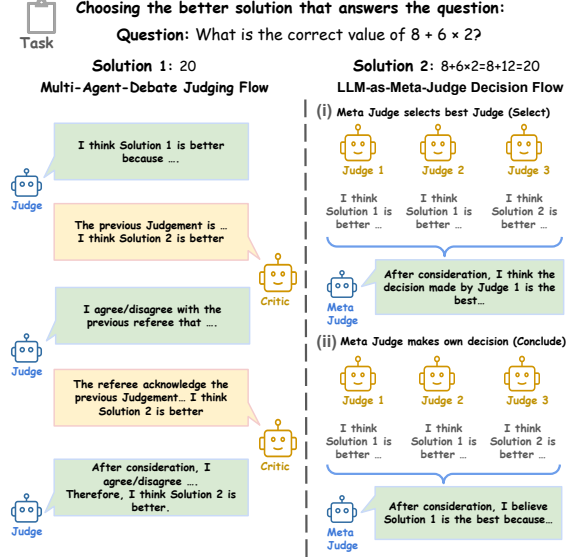 Choosing the better solution that answers the question:
Task
Question: What is the correct value of 8 + 6 × 2?
Solution 1: 20
Multi-Agent-Debate Judging Flow
I think Solution 1 is better
because ….
Judge
The previous Judgement is …
I think Solution 2 is better
Critic
I agree/disagree with the
previous referee that ….
Judge
The referee acknowledge the
previous Judgement… I think
Solution 2 is better
Critic
After consideration, I
agree/disagree ….
Therefore, I think Solution 2 is
better.
Judge
Solution 2: 8+6×2=8+12=20
LLM-as-Meta-Judge Decision Flow
(i) Meta Judge selects best Judge (Select)
Judge 1 Judge 2 Judge 3
I think
Solution 1 is
better …
I think
Solution 1 is
better …
I think
Solution 2 is
better …
After consideration, I think the
decision made by Judge 1 is the
best…
Meta
Judge
(ii) Meta Judge makes own decision (Conclude)
Judge 1 Judge 2 Judge 3
I think
Solution 1 is
better …
I think
Solution 1 is
better …
I think
Solution 2 is
better …
After consideration, I believe
Solution 1 is the best because…
Meta
Judge